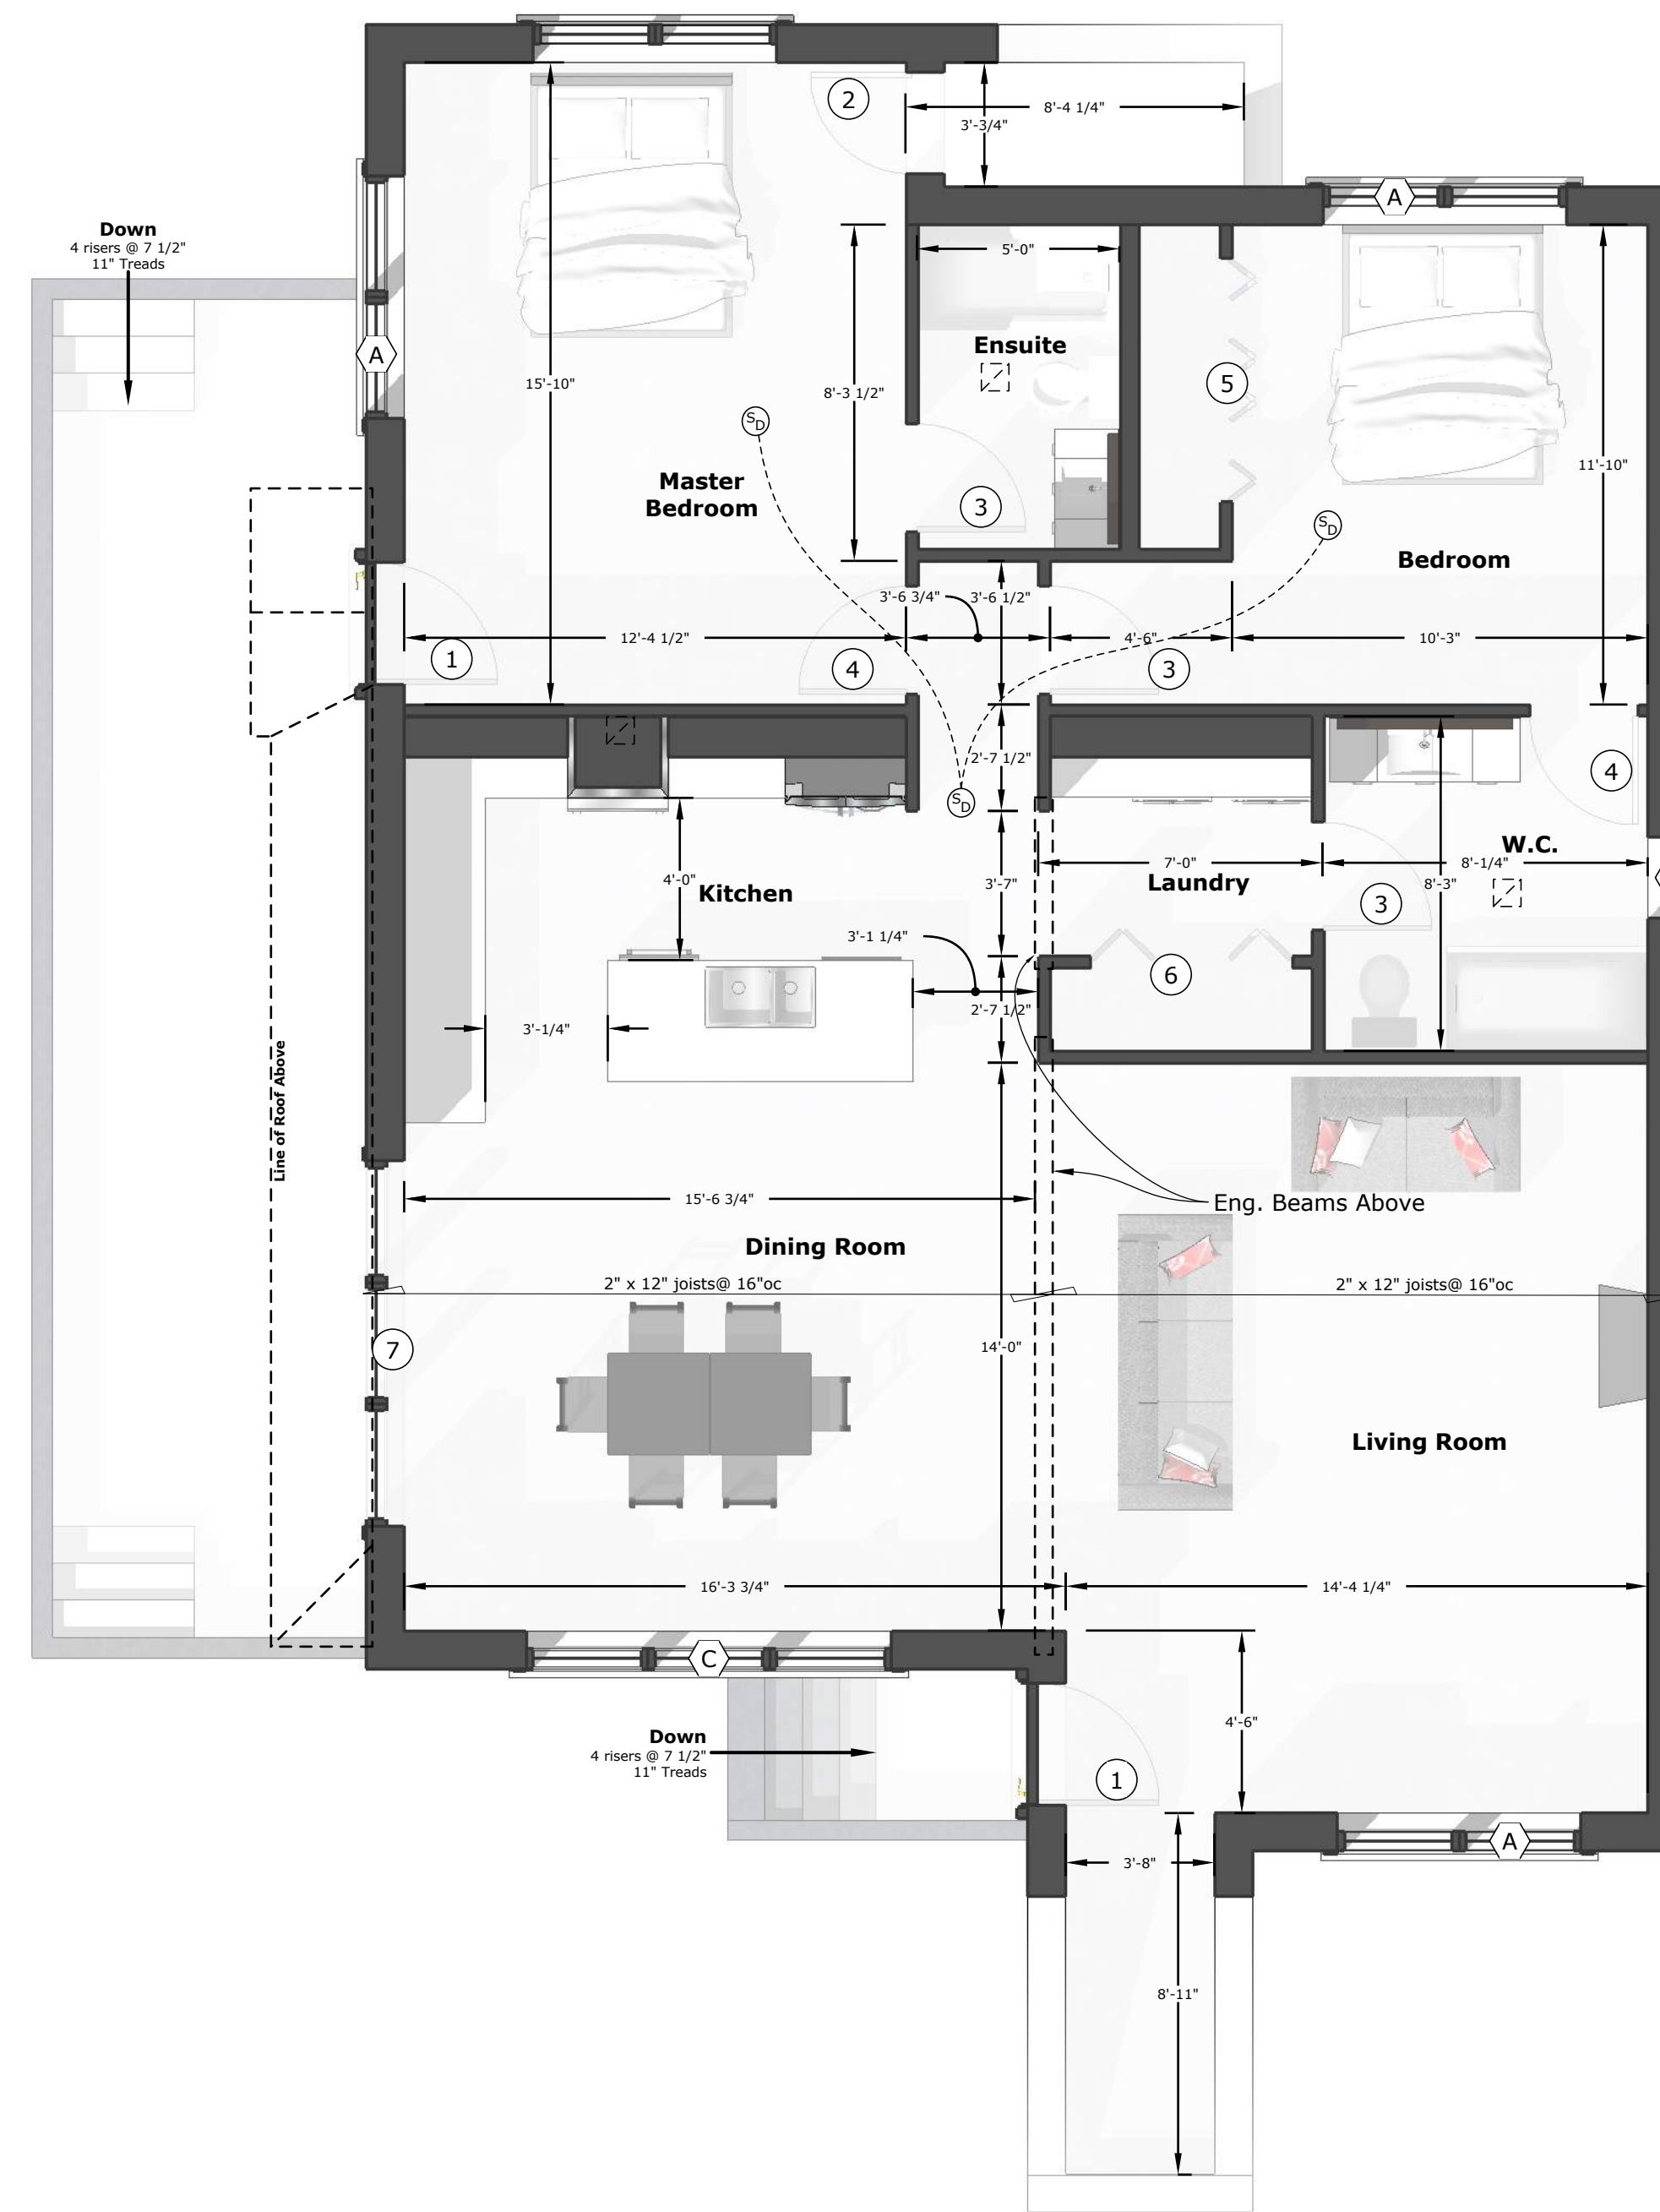 2
8'-4 1/4"
3'-3/4"
A
Down
4 risers @ 7 1/2"
11" Treads
5'-0"
Ensuite
A
15'-10"
8'-3 1/2"
5
SD
11'-10"
Master
Bedroom
3
SD
Bedroom
3'-6 3/4"
3'-6 1/2"
12'-4 1/2"
4'-6"
10'-3"
1
4
3
2'-7 1/2"
4
SD
W.C.
7'-0"
8'-1/4"
4'-0"
Kitchen
3'-7"
Laundry
8'-3"
3
3'-1 1/4"
6
2'-7 1/2"
3'-1/4"
Line of Roof Above
15'-6 3/4"
Eng. Beams Above
Dining Room
2" x 12" joists@ 16"oc
2" x 12" joists@ 16"oc
7
14'-0"
Living Room
16'-3 3/4"
14'-4 1/4"
C
4'-6"
Down
4 risers @ 7 1/2"
11" Treads
1
A
3'-8"
8'-11"